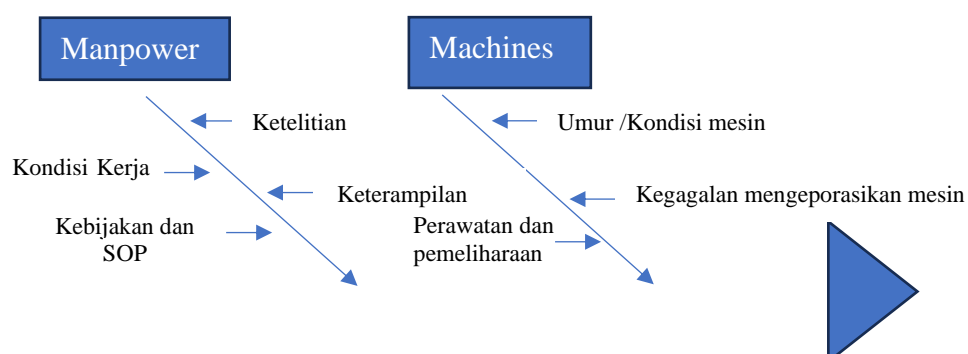 Manpower
Machines
Ketelitian
Umur /Kondisi mesin
Kondisi Kerja
Keterampilan
Kegagalan mengeporasikan mesin
Kebijakan dan
SOP
Perawatan dan
pemeliharaan